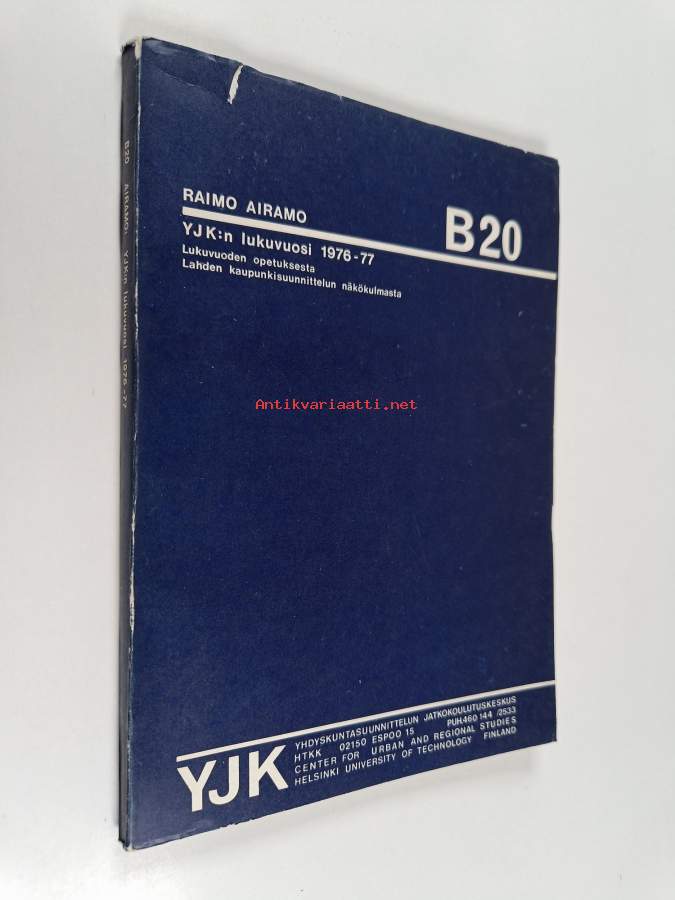 B20 AIRAMO: YJK:n lukuvuosi 1976-77
RAIMO AIRAMO
B20
YJK:n lukuvuosi 1976-77
Lukuvuoden opetuksesta
Lahden kaupunkisuunnittelun näkökulmasta
Antikvariaatti.net
YJK
YHDYSKUNTASUUNNITTELUN JATKOKOULUTUSKESKUS
HTKK 02150 ESPOO 15 PUH.460 144 /2533
CENTER FOR URBAN AND REGIONAL STUDIES
HELSINKI UNIVERSITY OF TECHNOLOGY FINLAND